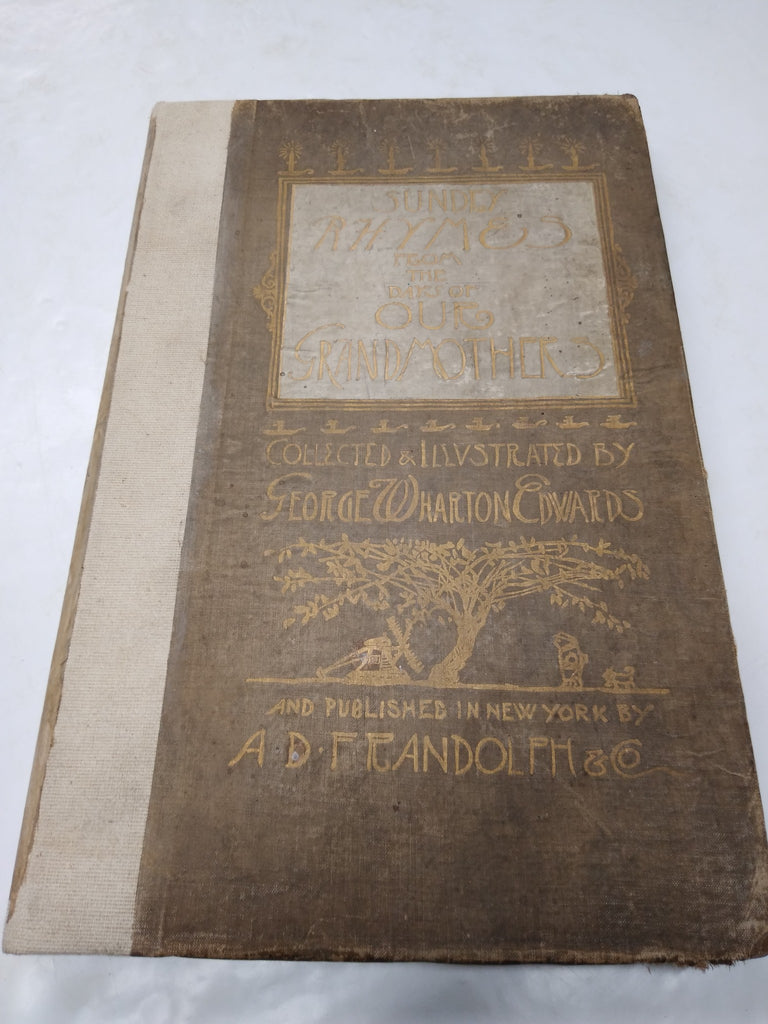 SUNDRY
RHYMES
FROM
THE
DAYS OF
OUR
GRANDMOTHERS
COLLECTED & ILLVSTRATED BY
GEORGE WHARTON EDWARDS
AND PUBLISHED IN NEW YORK BY
A·D·F·RANDOLPH & CO